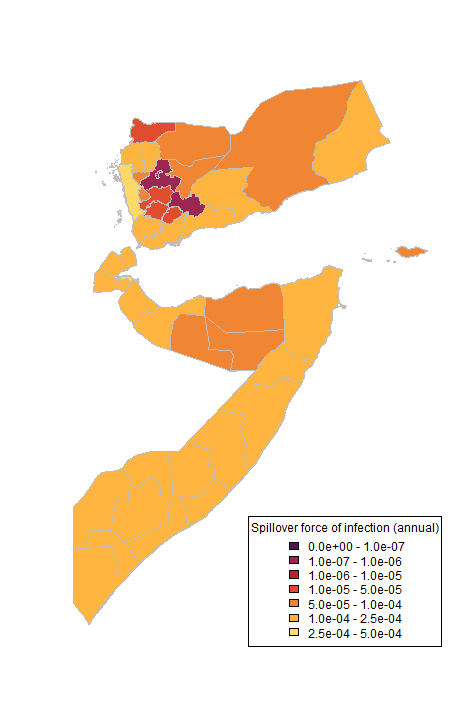 Spillover force of infection (annual)
0.0e+00 - 1.0e-07
1.0e-07 - 1.0e-06
1.0e-06 - 1.0e-05
1.0e-05 - 5.0e-05
5.0e-05 - 1.0e-04
1.0e-04 - 2.5e-04
2.5e-04 - 5.0e-04